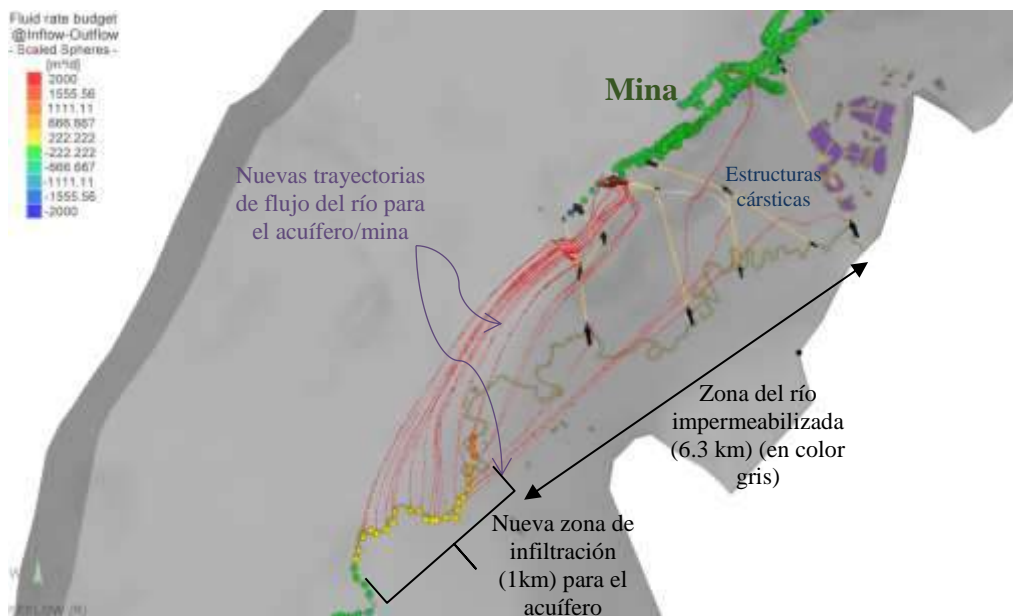 Fluid rate budget
@Inflow-Outflow
- Scaled Spheres -
[m³/d]
2000
1555.56
1111.11
666.667
-222.222
-222.222
-666.667
-1111.11
-1555.56
-2000
Mina
Nuevas trayectorias
de flujo del río para
el acuífero/mina
Estructuras
cársticas
Zona del río
impermeabilizada
(6.3 km) (en color
gris)
Nueva zona de
infiltración
(1km) para el
acuífero